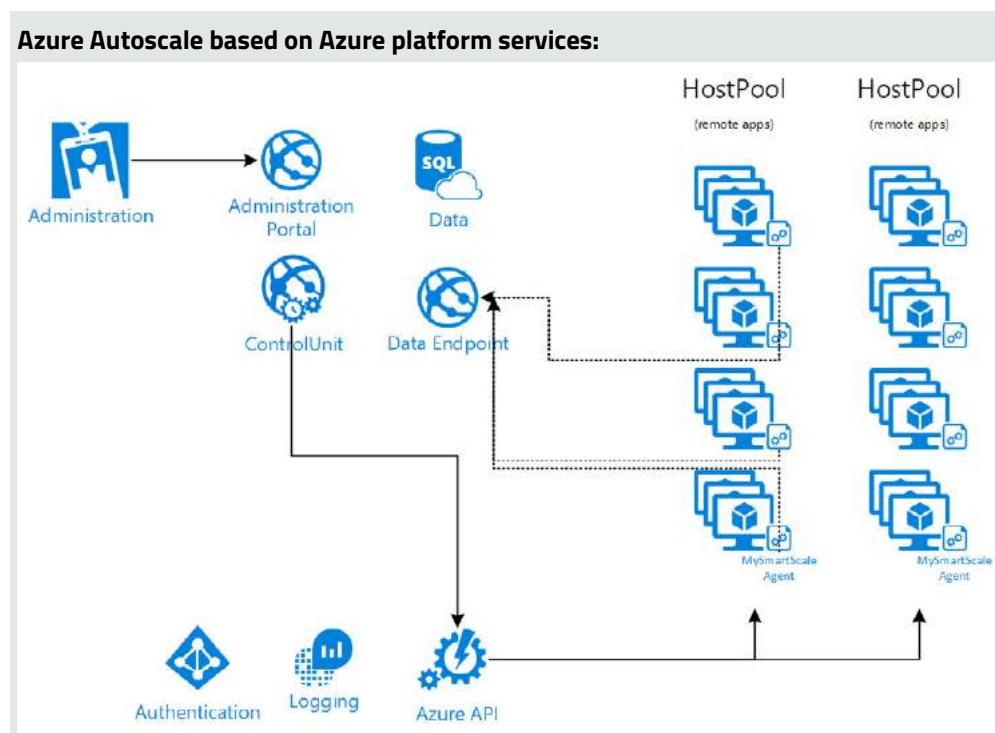 Azure Autoscale based on Azure platform services:
HostPool
(remote apps)
HostPool
(remote apps)
Administration
Administration
Portal
SQL
Data
ControlUnit
Data Endpoint
MySmartScale
Agent
MySmartScale
Agent
Authentication
Logging
Azure API